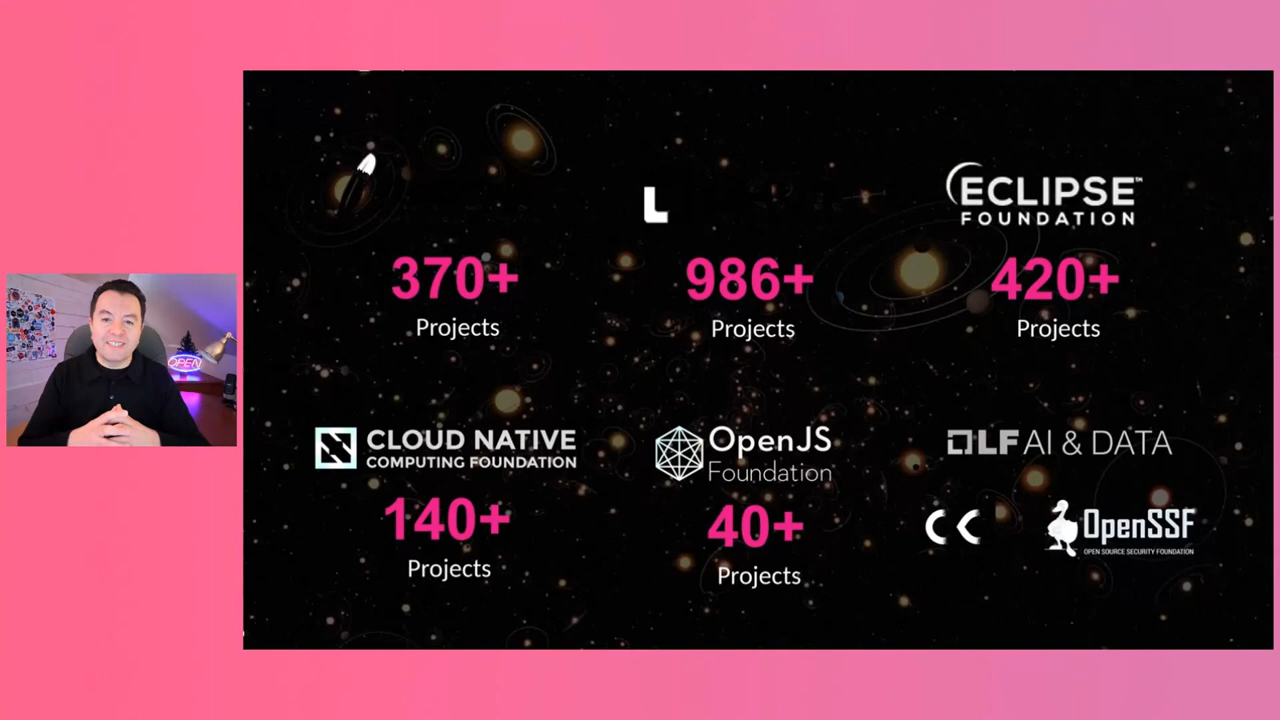 L
ECLIPSE™
FOUNDATION
370+
Projects
986+
Projects
420+
Projects
CLOUD NATIVE
COMPUTING FOUNDATION
140+
Projects
OpenJS
Foundation
40+
Projects
LF AI & DATA
OpenSSF
OPEN SOURCE SECURITY FOUNDATION
OPEN